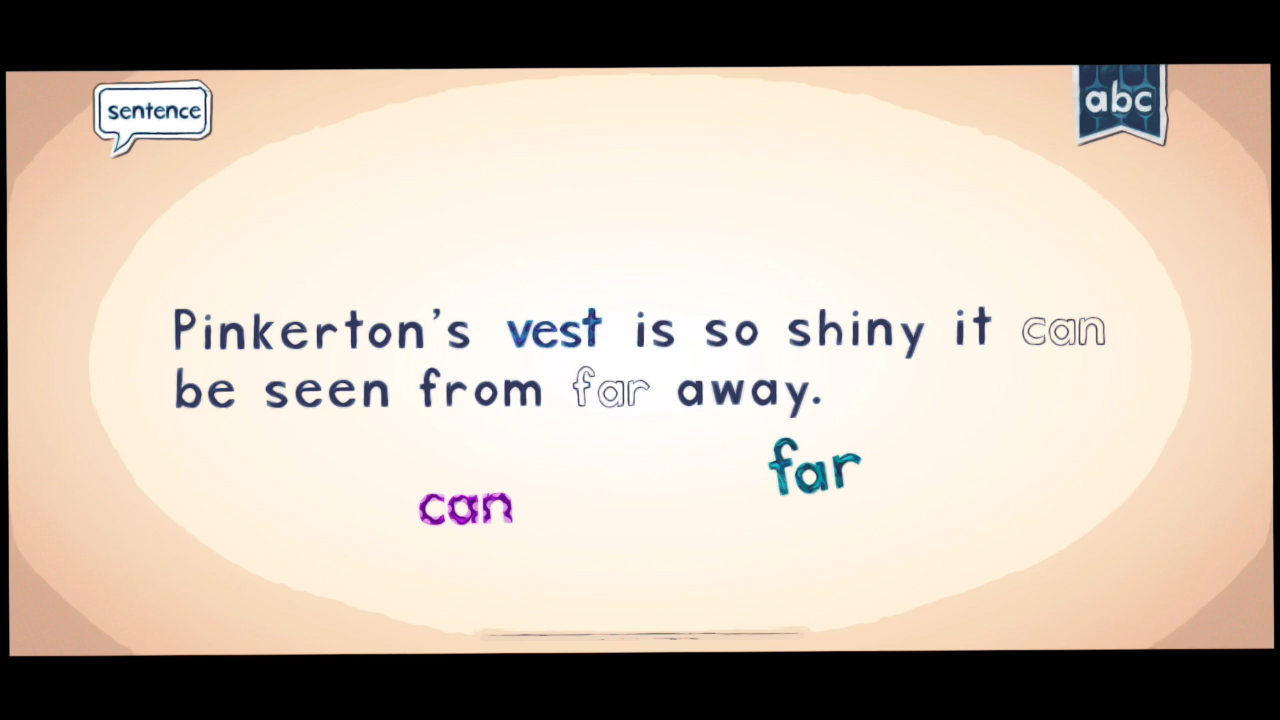 sentence
abc
Pinkerton's vest is so shiny it can
be seen from far away.
far
can